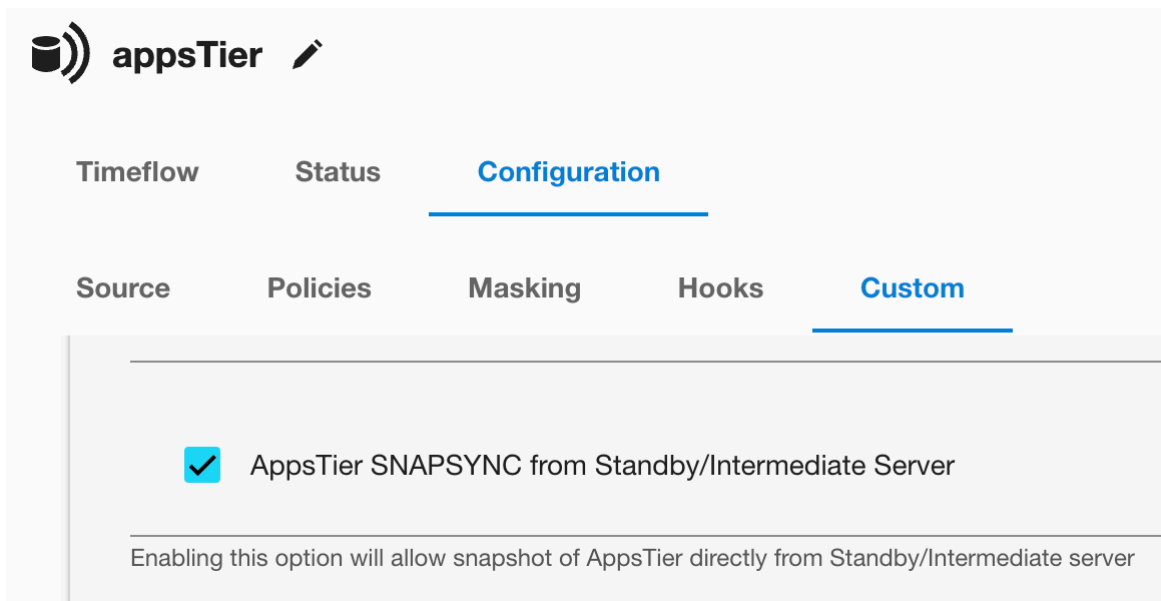 appsTier
Timeflow Status Configuration
Source Policies Masking Hooks Custom
AppsTier SNAPSYNC from Standby/Intermediate Server
Enabling this option will allow snapshot of AppsTier directly from Standby/Intermediate server